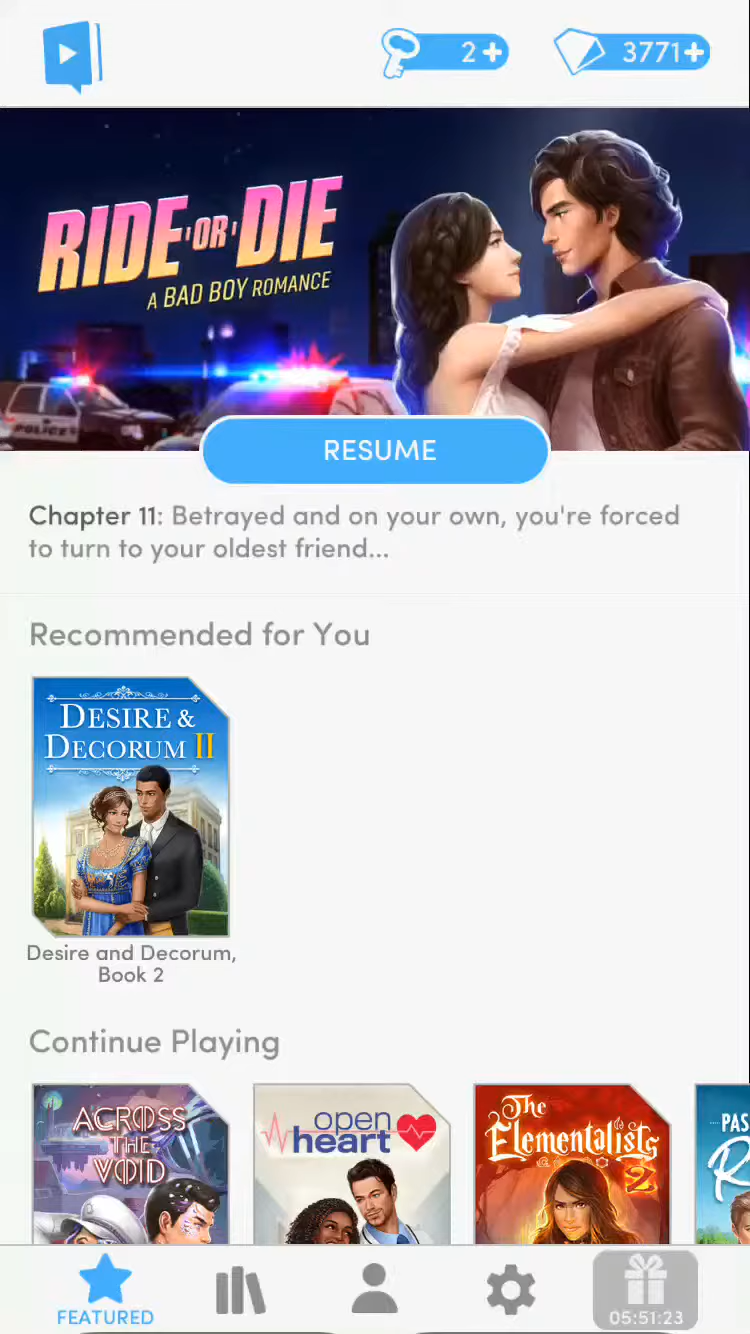 2+
3771+
RIDE 'OR' DIE
A BAD BOY ROMANCE
POLICE
RESUME
Chapter 11: Betrayed and on your own, you're forced
to turn to your oldest friend...
Recommended for You
DESIRE &
DECORUM II
Desire and Decorum,
Book 2
Continue Playing
ACROSS
THE
VOID
open
heart
The
Elementalists
2
PAS
R
FEATURED
05:51:23